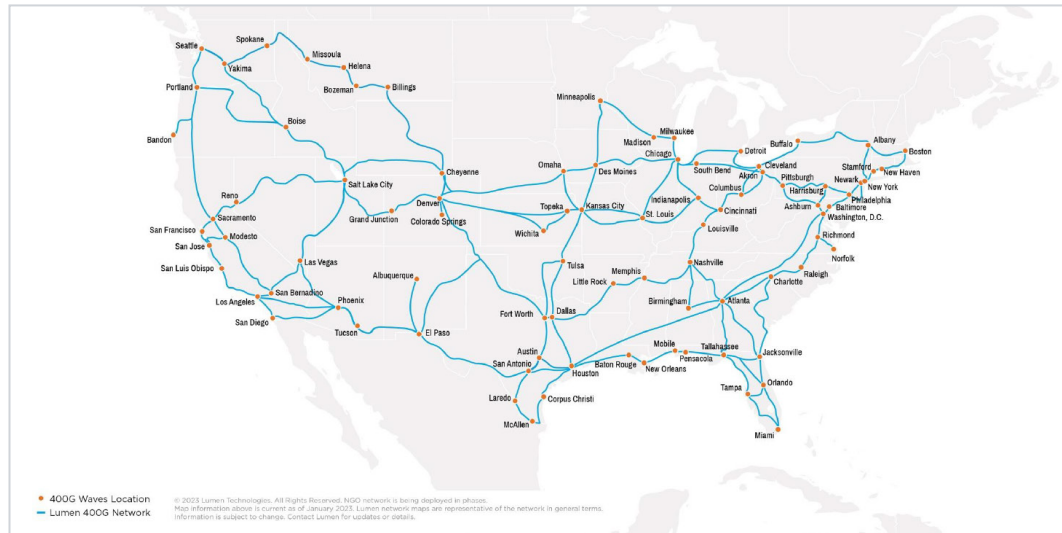 Seattle
Spokane
Missoula
Yakima
Helena
Portland
Bozeman
Billings
Minneapolis
Boise
Bandon
Milwaukee
Madison
Buffalo
Albany
Chicago
Detroit
Boston
Cleveland
Stamford
Omaha
Des Moines
South Bend
Akron
Pittsburgh
New Haven
Cheyenne
Newark
New York
Salt Lake City
Columbus
Harrisburg
Reno
Denver
Indianapolis
Philadelphia
Ashburn
Baltimore
Grand Junction
Topeka
Kansas City
St. Louis
Cincinnati
Washington, D.C.
Sacramento
Colorado Springs
San Francisco
Modesto
Wichita
Louisville
Richmond
San Jose
Norfolk
Las Vegas
Tulsa
Memphis
Nashville
Raleigh
San Luis Obispo
Albuquerque
Little Rock
Charlotte
San Bernadino
Los Angeles
Phoenix
Birmingham
Atlanta
San Diego
Fort Worth
Dallas
Tucson
El Paso
Mobile
Tallahassee
Austin
Pensacola
Jacksonville
San Antonio
Houston
Baton Rouge
New Orleans
Orlando
Tampa
Laredo
Corpus Christi
McAllen
Miami
400G Waves Location
Lumen 400G Network
© 2023 Lumen Technologies. All Rights Reserved. NGO network is being deployed in phases.
Map information above is current as of January 2023. Lumen network maps are representative of the network in general terms.
Information is subject to change. Contact Lumen for updates or details.